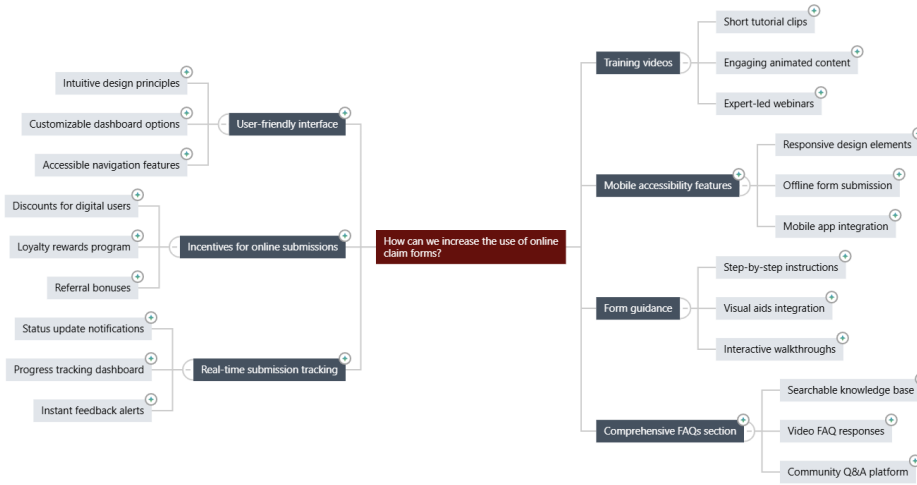 How can we increase the use of online
claim forms?
Training videos
Short tutorial clips
Engaging animated content
Expert-led webinars
Mobile accessibility features
Responsive design elements
Offline form submission
Mobile app integration
Form guidance
Step-by-step instructions
Visual aids integration
Interactive walkthroughs
Comprehensive FAQs section
Searchable knowledge base
Video FAQ responses
Community Q&A platform
User-friendly interface
Intuitive design principles
Customizable dashboard options
Accessible navigation features
Incentives for online submissions
Discounts for digital users
Loyalty rewards program
Referral bonuses
Real-time submission tracking
Status update notifications
Progress tracking dashboard
Instant feedback alerts